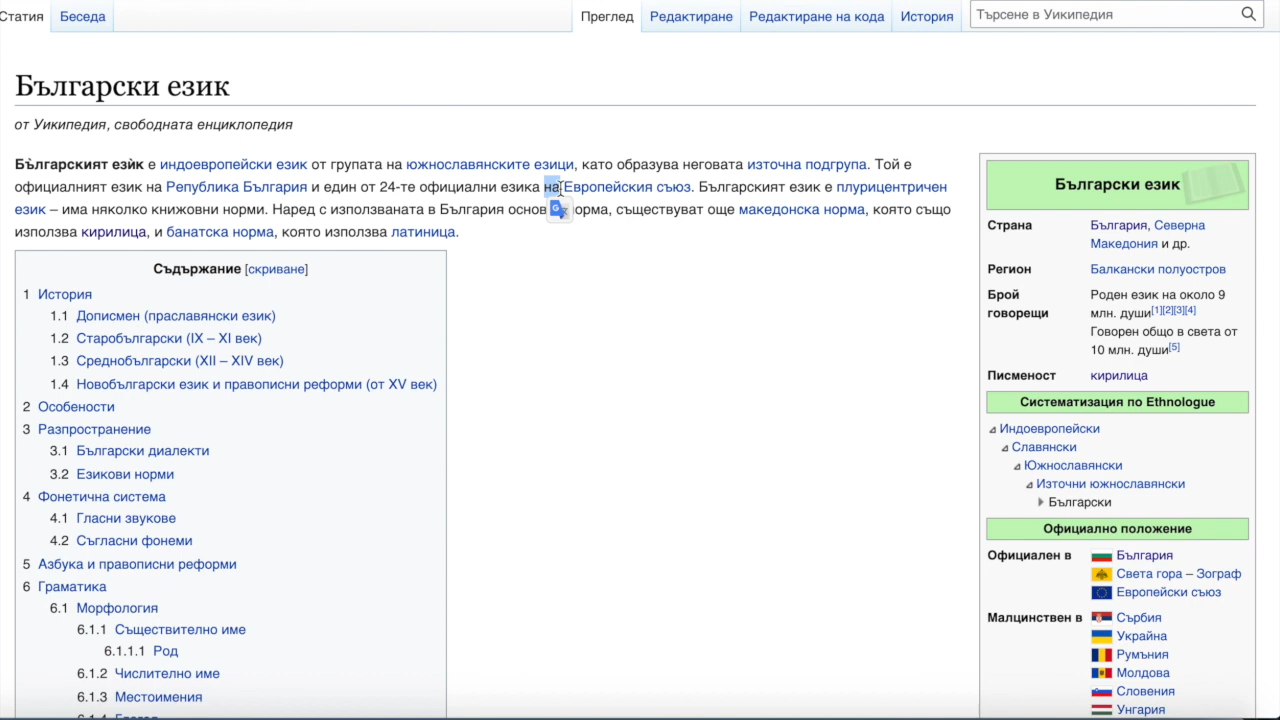 Статия Беседа Преглед Редактиране Редактиране на кода История Търсене в Уикипедия
Български език
от Уикипедия, свободната енциклопедия
Бъ̀лгарският езѝк е индоевропейски език от групата на южнославянските езици, като образува неговата източна подгрупа. Той е
официалният език на Република България и един от 24-те официални езика на Европейския съюз. Българският език е плурицентричен
език – има няколко книжовни норми. Наред с използваната в България основ орма, съществуват още македонска норма, която също
използва кирилица, и банатска норма, която използва латиница.
Съдържание [скриване]
1 История
1.1 Дописмен (праславянски език)
1.2 Старобългарски (IX – XI век)
1.3 Среднобългарски (XII – XIV век)
1.4 Новобългарски език и правописни реформи (от XV век)
2 Особености
3 Разпространение
3.1 Български диалекти
3.2 Езикови норми
4 Фонетична система
4.1 Гласни звукове
4.2 Съгласни фонеми
5 Азбука и правописни реформи
6 Граматика
6.1 Морфология
6.1.1 Съществително име
6.1.1.1 Род
6.1.2 Числително име
6.1.3 Местоимения
Български език
Страна България, Северна
Македония и др.
Регион Балкански полуостров
Брой Роден език на около 9
говорещи млн. души[1][2][3][4]
Говорен общо в света от
10 млн. души[5]
Писменост кирилица
Систематизация по Ethnologue
Индоевропейски
Славянски
Южнославянски
Източни южнославянски
Български
Официално положение
Официален в България
Света гора – Зограф
Европейски съюз
Малцинствен в Сърбия
Украйна
Румъния
Молдова
Словения
Унгария